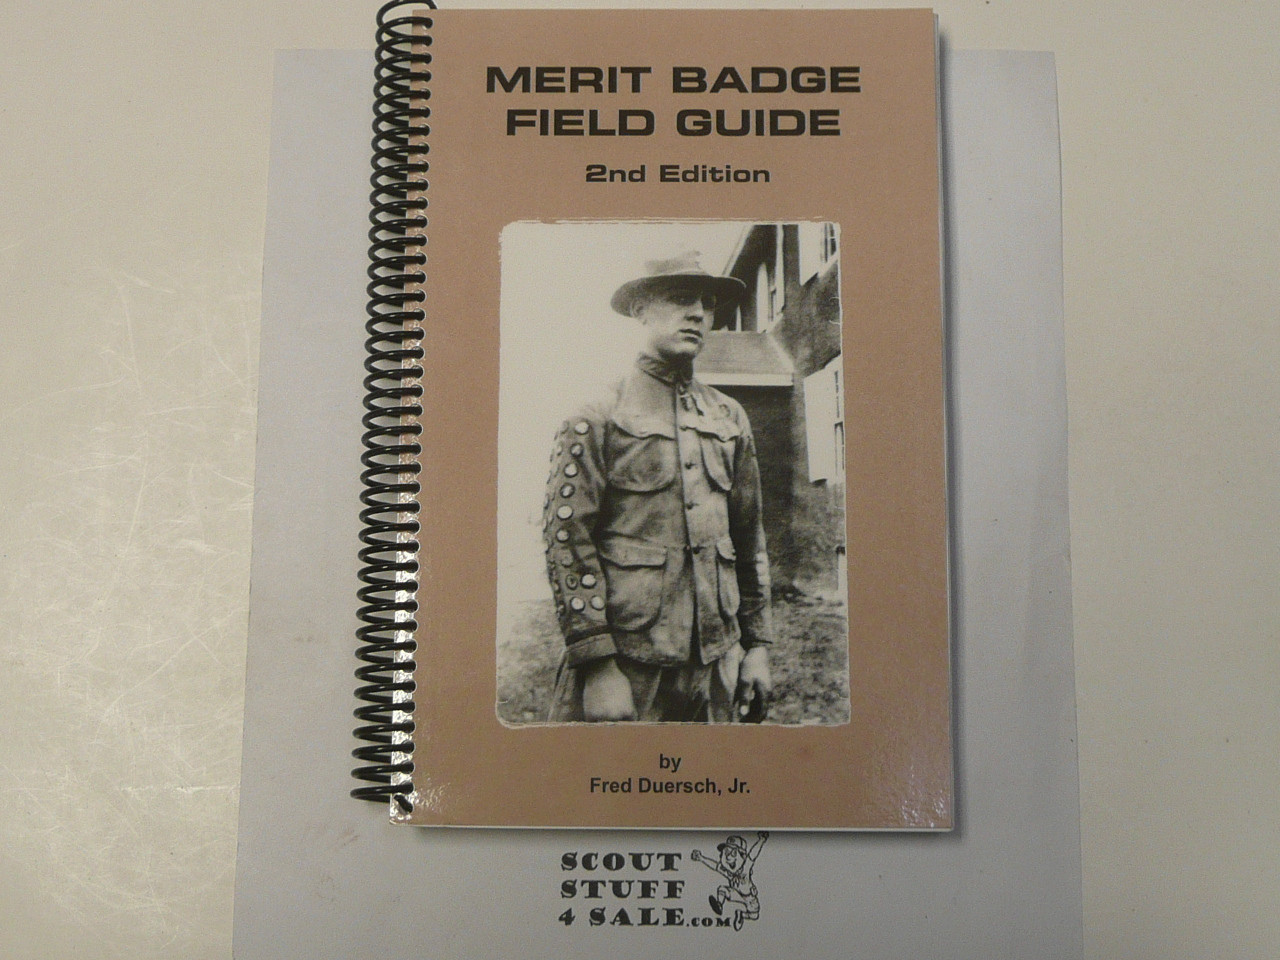 MERIT BADGE
FIELD GUIDE
2nd Edition
by
Fred Duersch, Jr.
SCOUT
STUFF
4 SALE.COM